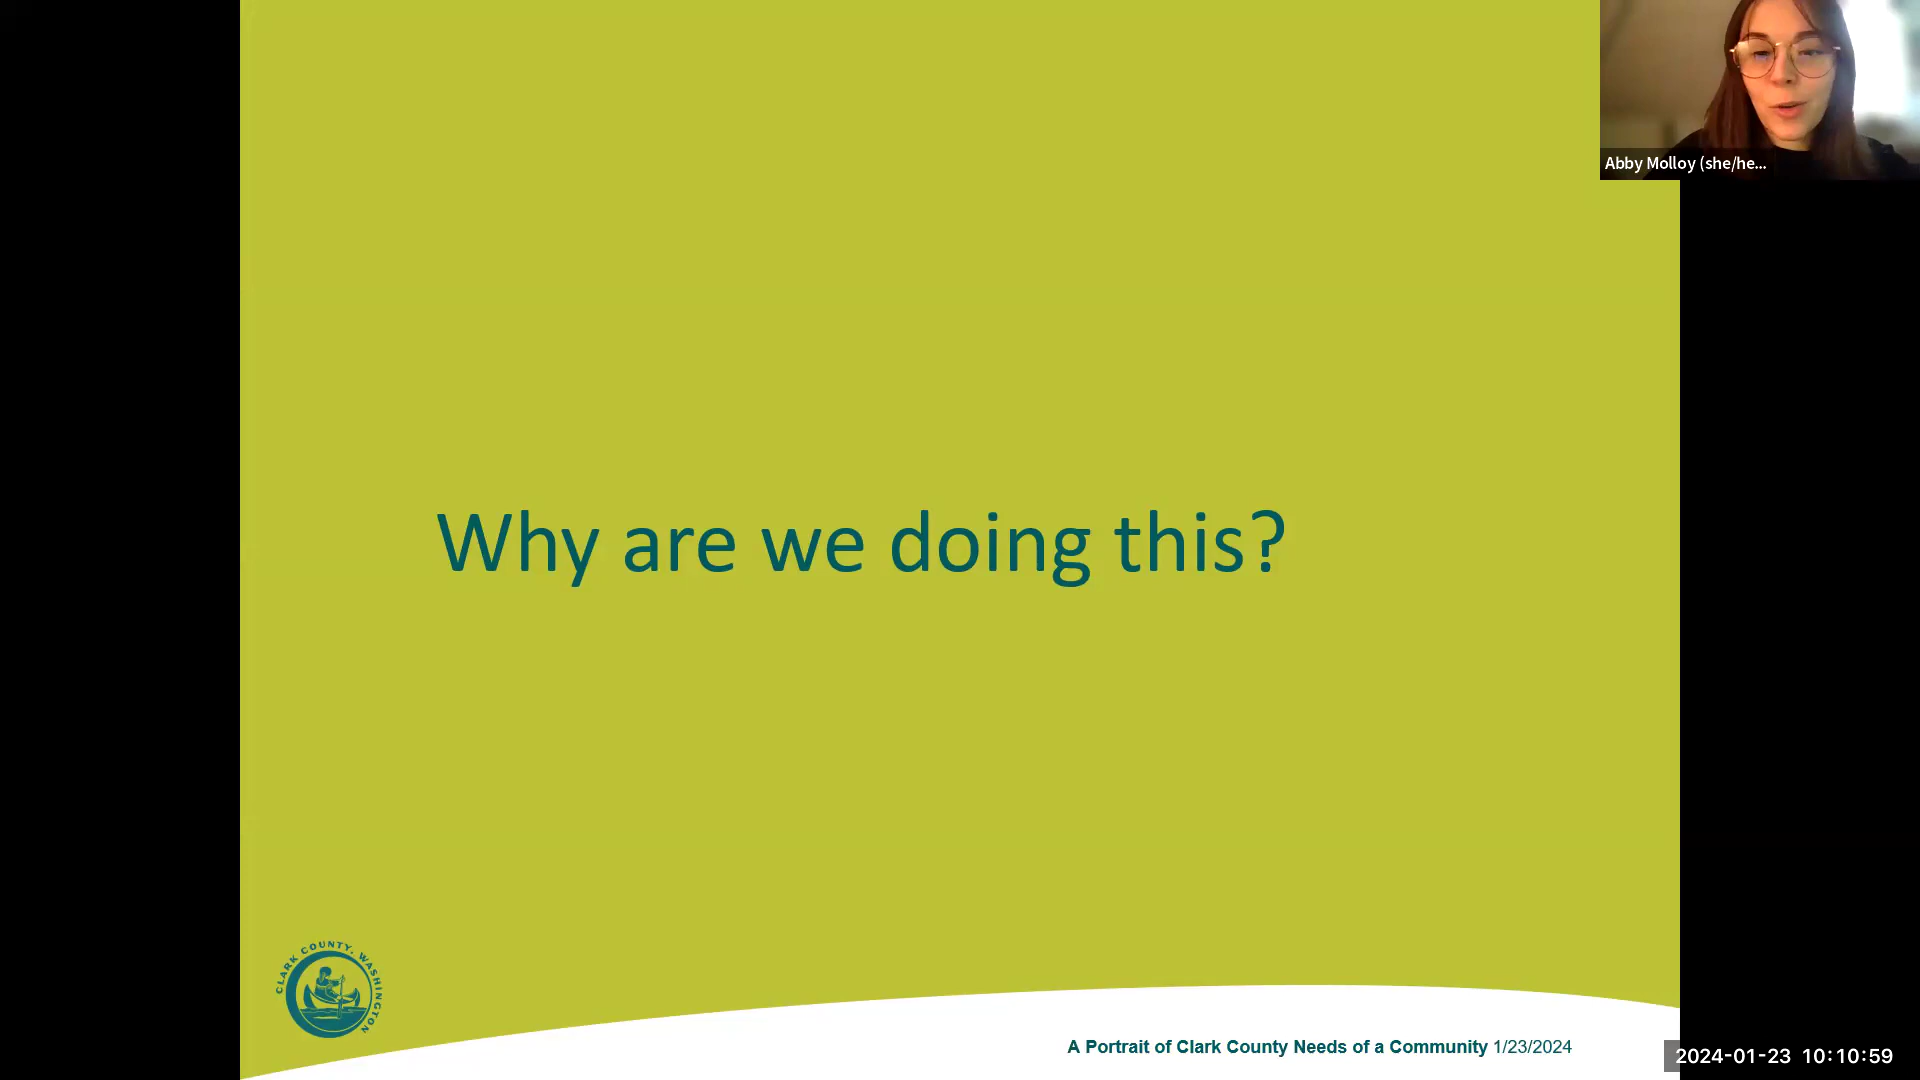 Abby Molloy (she/he...
Why are we doing this?
CLARK COUNTY, WASHINGTON
A Portrait of Clark County Needs of a Community 1/23/2024
2024-01-23 10:10:59